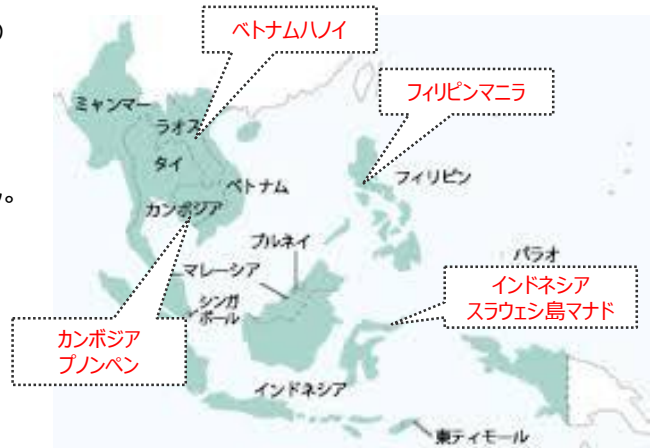 ベトナムハノイ
フィリピンマニラ
ミャンマー
ラオス
タイ
フィリピン
ベトナム
カンボジア
。
ブルネイ
パラオ
マレーシア
インドネシア
スラウェシ島マナド
シンガ
ポール
カンボジア
プノンペン
インドネシア
東ティモール